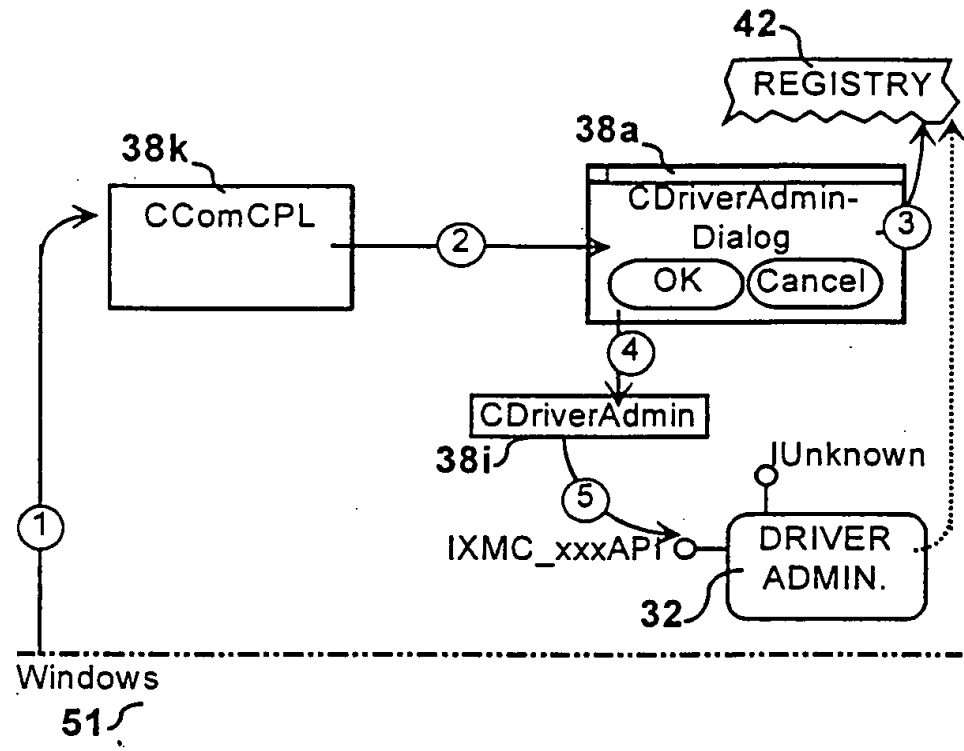 42
REGISTRY
38a
38k
CComCPL
CDriverAdmin-
Dialog
3
2
OK
Cancel
4
CDriverAdmin
38i
IUnknown
5
1
IXMC_xxxAPI
DRIVER
ADMIN.
32
Windows
51